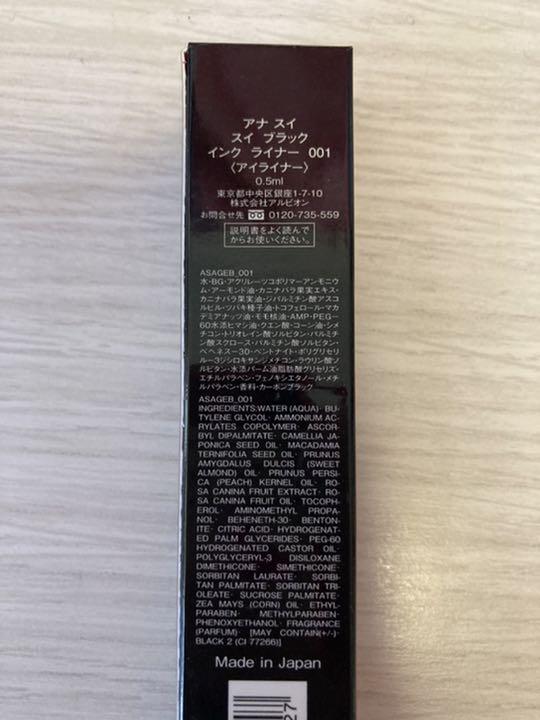 アナ スイ
スイ ブラック
インク ライナー 001
〈アイライナー〉
0.5ml
東京都中央区銀座1-7-10
株式会社アルビオン
お問合せ先 0120-735-559
説明書をよく読んで
からお使いください。
ASAGEB_001
水・BG・アクリレーツコポリマーアンモニウ
ム・アーモンド油・カニナバラ果実エキス・
カニナバラ果実油・ジパルミチン酸アスコ
ルビル・ツバキ種子油・トコフェロール・マカ
デミアナッツ油・モモ核油・AMP・PEG-
60水添ヒマシ油・クエン酸・コーン油・シメ
チコン・トリオレイン酸ソルビタン・パルミチ
ン酸スクロース・パルミチン酸ソルビタン・
ベヘネス-30・ベントナイト・ポリグリセリ
ル-3ジシロキサンジメチコン・ラウリン酸ソ
ルビタン・水添パーム油脂肪酸グリセリズ・
エチルパラベン・フェノキシエタノール・メチ
ルパラベン・香料・カーボンブラック
ASAGEB_001
INGREDIENTS:WATER (AQUA)· BU-
TYLENE GLYCOL· AMMONIUM AC-
RYLATES COPOLYMER· ASCOR-
BYL DIPALMITATE· CAMELLIA JA-
PONICA SEED OIL· MACADAMIA
TERNIFOLIA SEED OIL· PRUNUS
AMYGDALUS DULCIS (SWEET
ALMOND) OIL· PRUNUS PERSI-
CA (PEACH) KERNEL OIL· RO-
SA CANINA FRUIT EXTRACT· RO-
SA CANINA FRUIT OIL· TOCOPH-
EROL· AMINOMETHYL PROPA-
NOL· BEHENETH-30· BENTON-
ITE· CITRIC ACID· HYDROGENAT-
ED PALM GLYCERIDES· PEG-60
HYDROGENATED CASTOR OIL·
POLYGLYCERYL-3 DISILOXANE
DIMETHICONE· SIMETHICONE·
SORBITAN LAURATE· SORBI-
TAN PALMITATE· SORBITAN TRI-
OLEATE· SUCROSE PALMITATE·
ZEA MAYS (CORN) OIL· ETHYL-
PARABEN· METHYLPARABEN·
PHENOXYETHANOL· FRAGRANCE
(PARFUM)· [MAY CONTAIN(+/-)·
BLACK 2 (CI 77266)]
Made in Japan
27